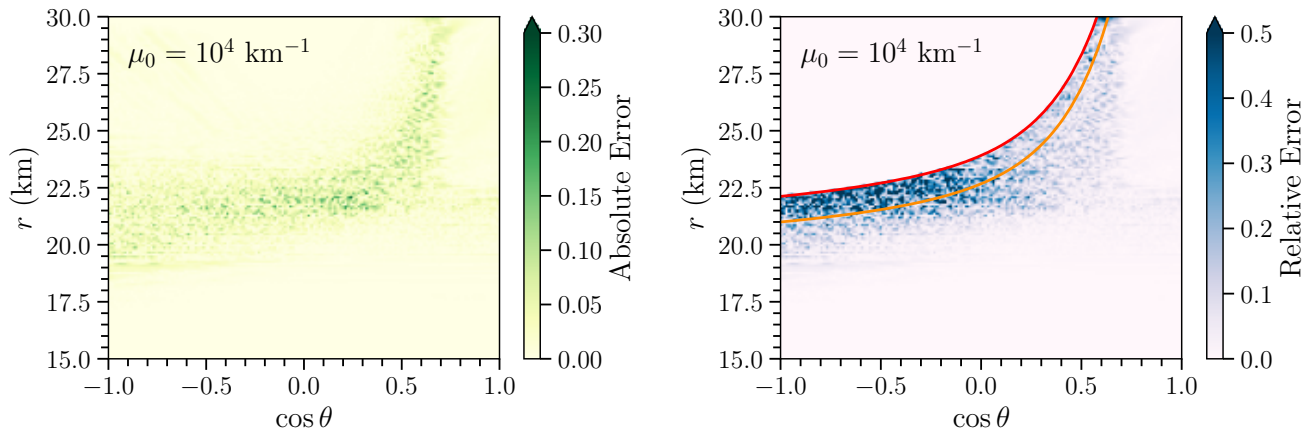 μ₀ = 10⁴ km⁻¹
r (km)
30.0
27.5
25.0
22.5
20.0
17.5
15.0
−1.0 −0.5 0.0 0.5 1.0
cos θ
0.30
0.25
0.20
0.15
0.10
0.05
0.00
Absolute Error
μ₀ = 10⁴ km⁻¹
r (km)
30.0
27.5
25.0
22.5
20.0
17.5
15.0
−1.0 −0.5 0.0 0.5 1.0
cos θ
0.5
0.4
0.3
0.2
0.1
0.0
Relative Error